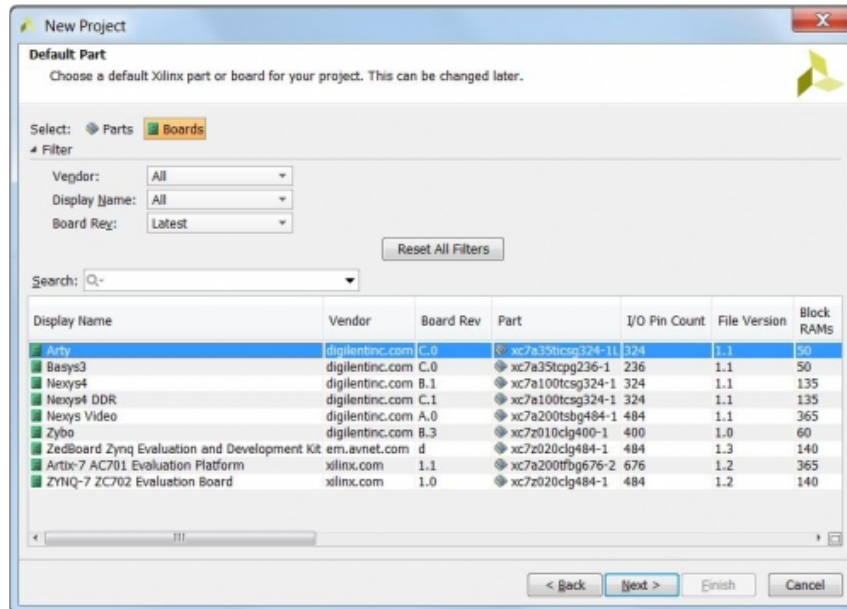 New Project
Default Part
Choose a default Xilinx part or board for your project. This can be changed later.
Select: Parts Boards
Filter
Vendor: All
Display Name: All
Board Rev: Latest
Reset All Filters
Search:
Display Name Vendor Board Rev Part I/O Pin Count File Version Block RAMs
Arty digilentinc.com C.0 xc7a35ticsg324-1L 324 1.1 50
Basys3 digilentinc.com C.0 xc7a35tcpg236-1 236 1.1 50
Nexys4 digilentinc.com B.1 xc7a100tcsg324-1 324 1.1 135
Nexys4 DDR digilentinc.com C.1 xc7a100tcsg324-1 324 1.1 135
Nexys Video digilentinc.com A.0 xc7a200tsbg484-1 484 1.1 365
Zybo digilentinc.com B.3 xc7z010clg400-1 400 1.0 60
ZedBoard Zynq Evaluation and Development Kit em.avnet.com d xc7z020clg484-1 484 1.3 140
Artix-7 AC701 Evaluation Platform xilinx.com 1.1 xc7a200tfbg676-2 676 1.2 365
ZYNQ-7 ZC702 Evaluation Board xilinx.com 1.0 xc7z020clg484-1 484 1.2 140
< Back Next > Finish Cancel